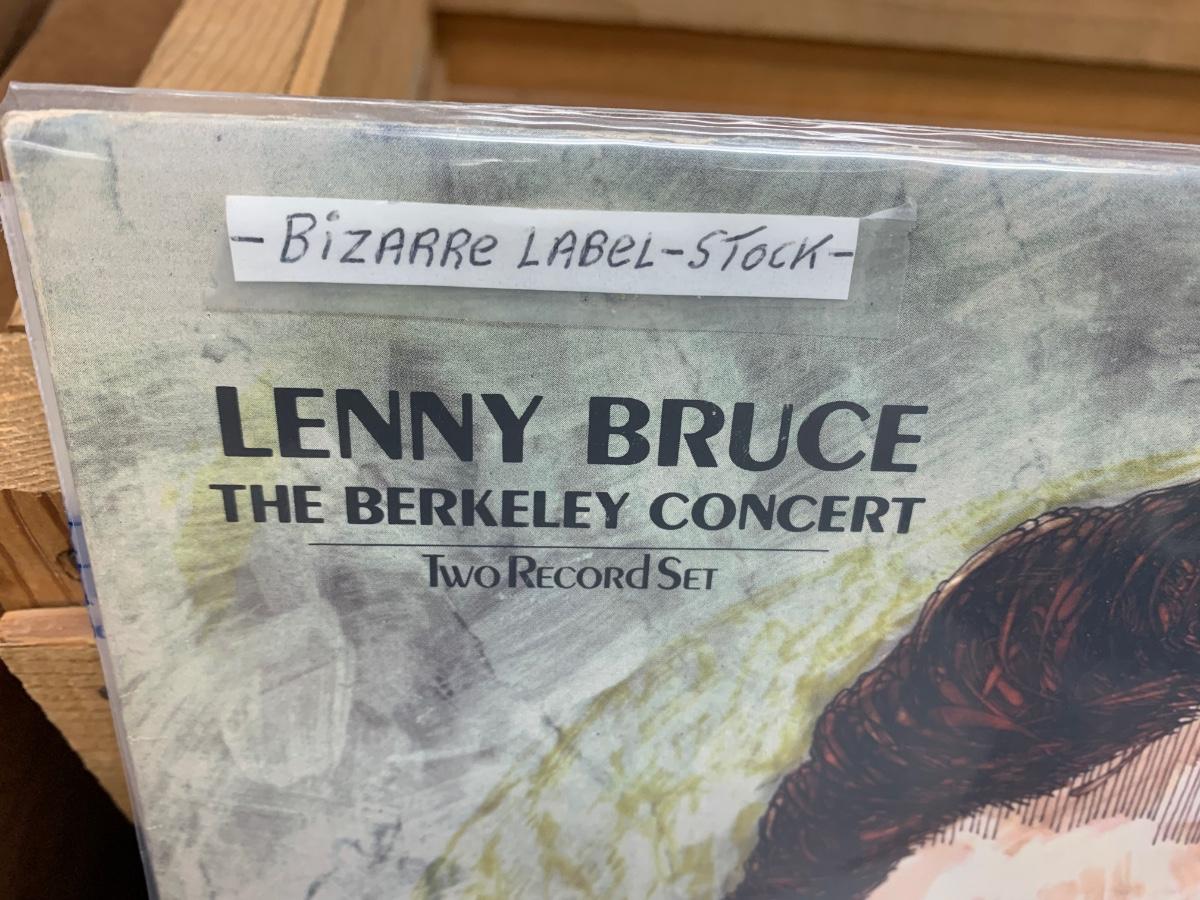 - BiZARRe LABeL-STOCK-
LENNY BRUCE
THE BERKELEY CONCERT
Two Record Set